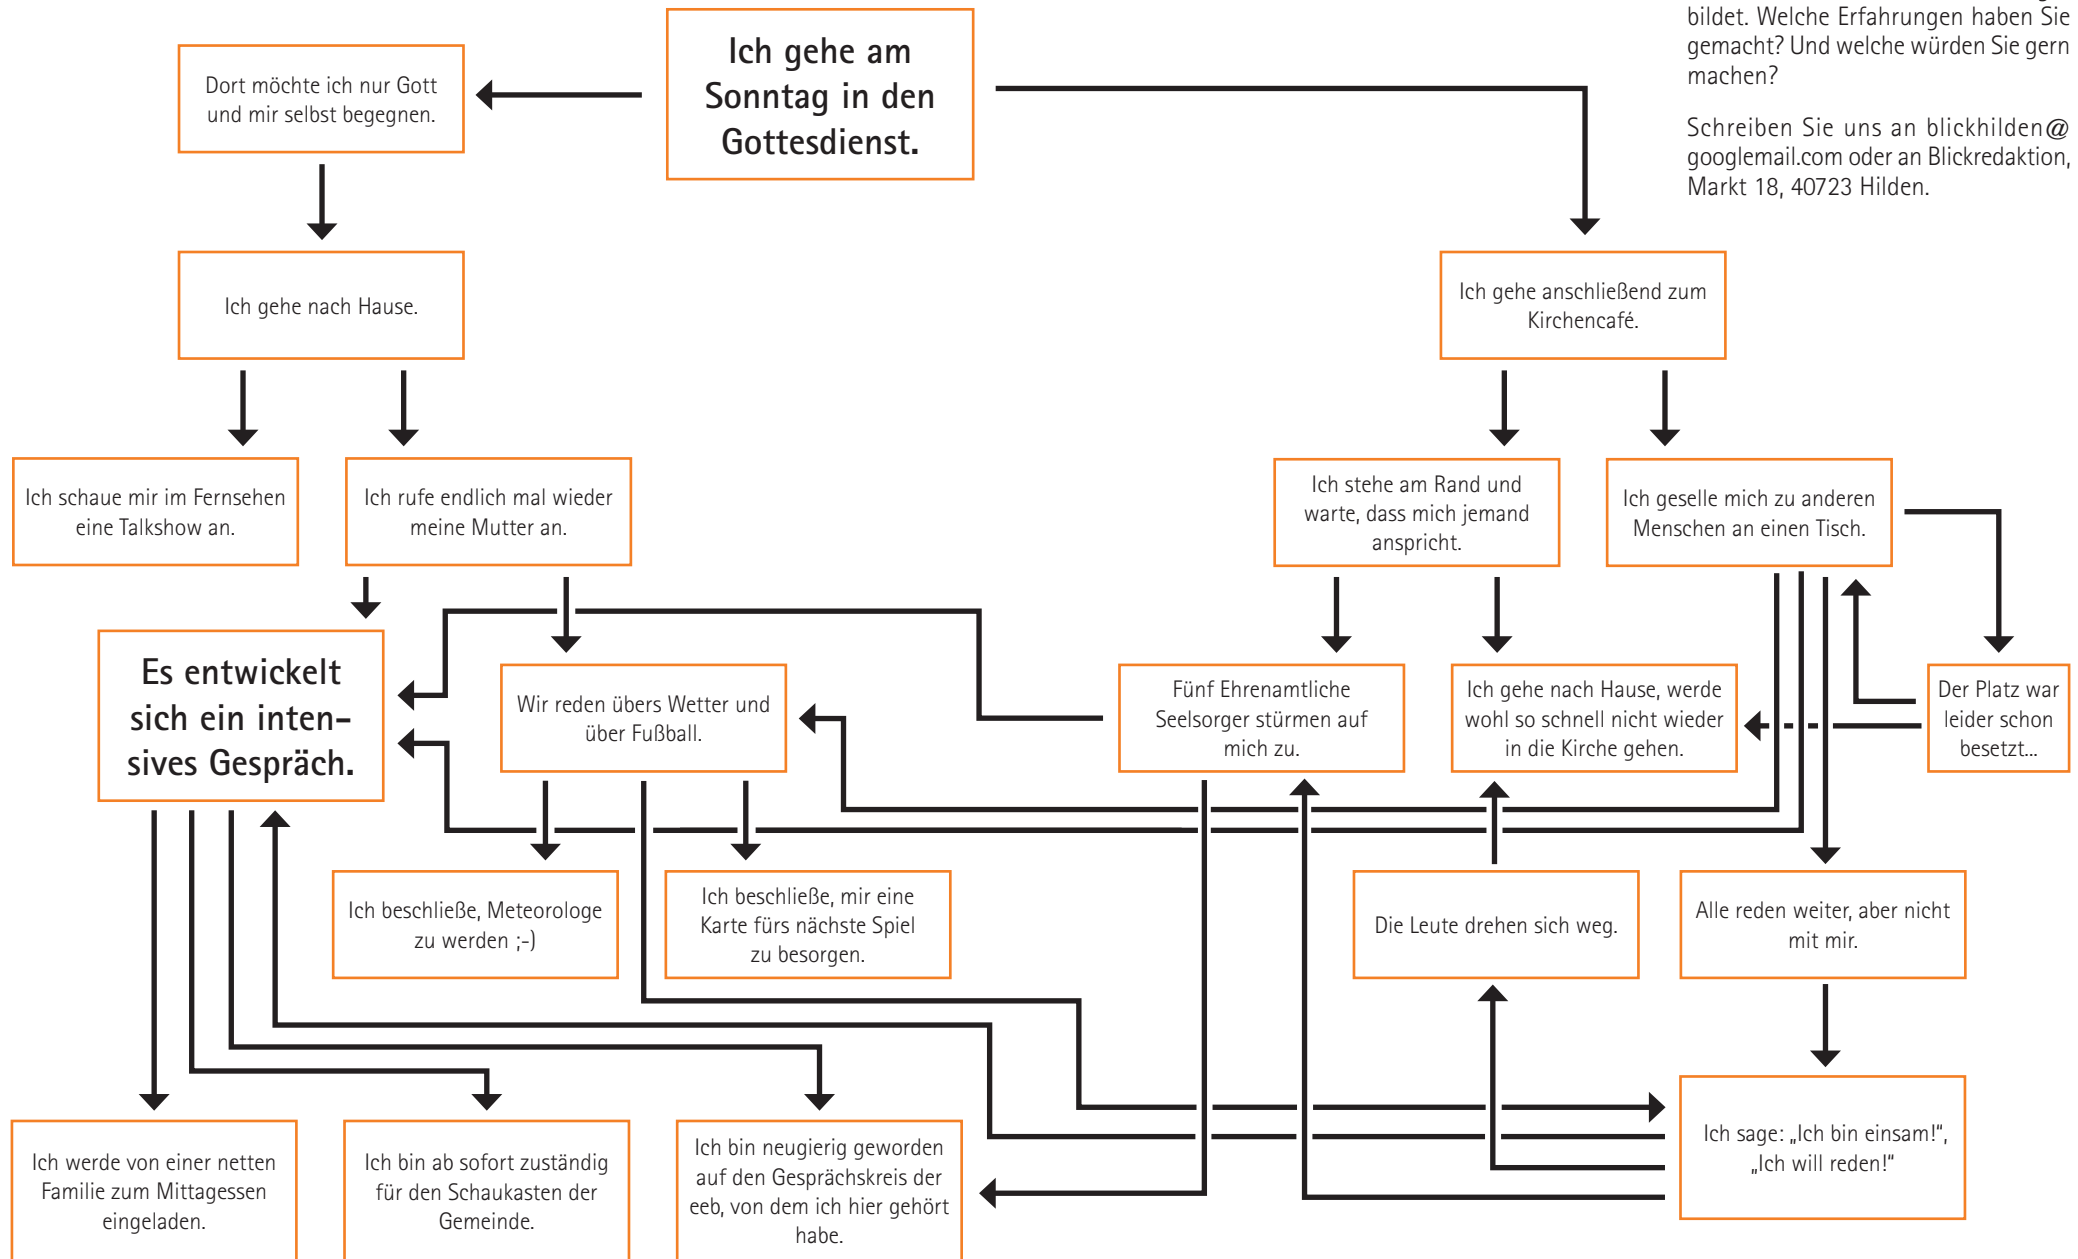 bildet. Welche Erfahrungen haben Sie
gemacht? Und welche würden Sie gern
machen?
Schreiben Sie uns an blickhilden@
googlemail.com oder an Blickredaktion,
Markt 18, 40723 Hilden.
Ich gehe am
Sonntag in den
Gottesdienst.
Dort möchte ich nur Gott
und mir selbst begegnen.
Ich gehe nach Hause.
Ich gehe anschließend zum
Kirchencafé.
Ich schaue mir im Fernsehen
eine Talkshow an.
Ich rufe endlich mal wieder
meine Mutter an.
Ich stehe am Rand und
warte, dass mich jemand
anspricht.
Ich geselle mich zu anderen
Menschen an einen Tisch.
Es entwickelt
sich ein inten-
sives Gespräch.
Wir reden übers Wetter und
über Fußball.
Fünf Ehrenamtliche
Seelsorger stürmen auf
mich zu.
Ich gehe nach Hause, werde
wohl so schnell nicht wieder
in die Kirche gehen.
Der Platz war
leider schon
besetzt...
Ich beschließe, Meteorologe
zu werden ;-)
Ich beschließe, mir eine
Karte fürs nächste Spiel
zu besorgen.
Die Leute drehen sich weg.
Alle reden weiter, aber nicht
mit mir.
Ich werde von einer netten
Familie zum Mittagessen
eingeladen.
Ich bin ab sofort zuständig
für den Schaukasten der
Gemeinde.
Ich bin neugierig geworden
auf den Gesprächskreis der
eeb, von dem ich hier gehört
habe.
Ich sage: „Ich bin einsam!“,
„Ich will reden!“